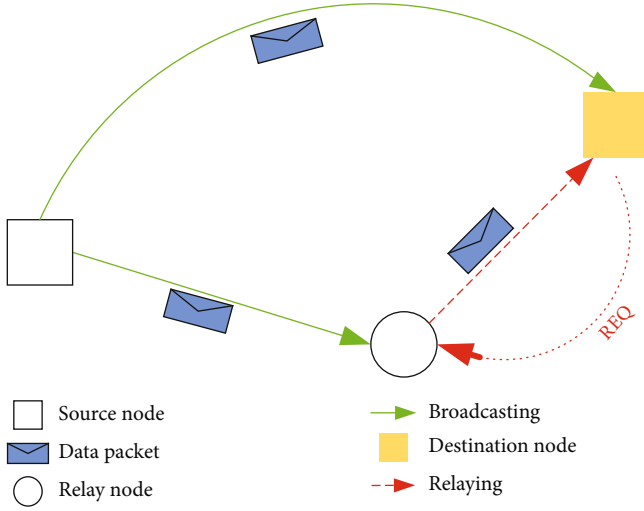 REQ
Source node
Data packet
Relay node
Broadcasting
Destination node
Relaying